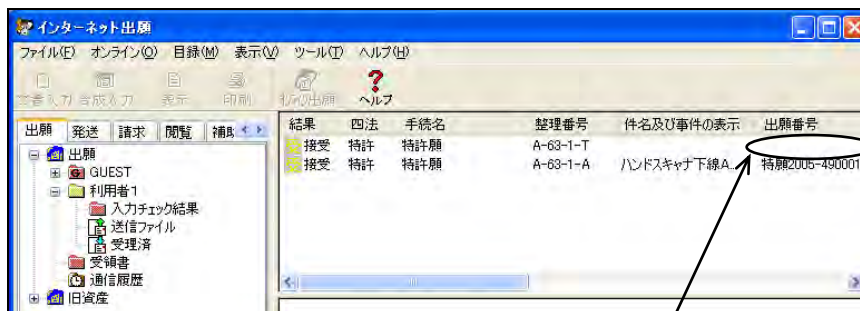 インターネット出願
ファイル(F) オンライン(O) 目録(M) 表示(V) ツール(T) ヘルプ(H)
文書入力 合成入力 表示 印刷 オンライン出願 ヘルプ
出願 発送 請求 閲覧 補助
結果 四法 手続名 整理番号 件名及び事件の表示 出願番号
接受 特許 特許願 A-63-1-T
接受 特許 特許願 A-63-1-A ハンドスキャナ下線A... 特願2005-490001
出願
GUEST
利用者1
入力チェック結果
送信ファイル
受理済
受領書
通信履歴
旧資産